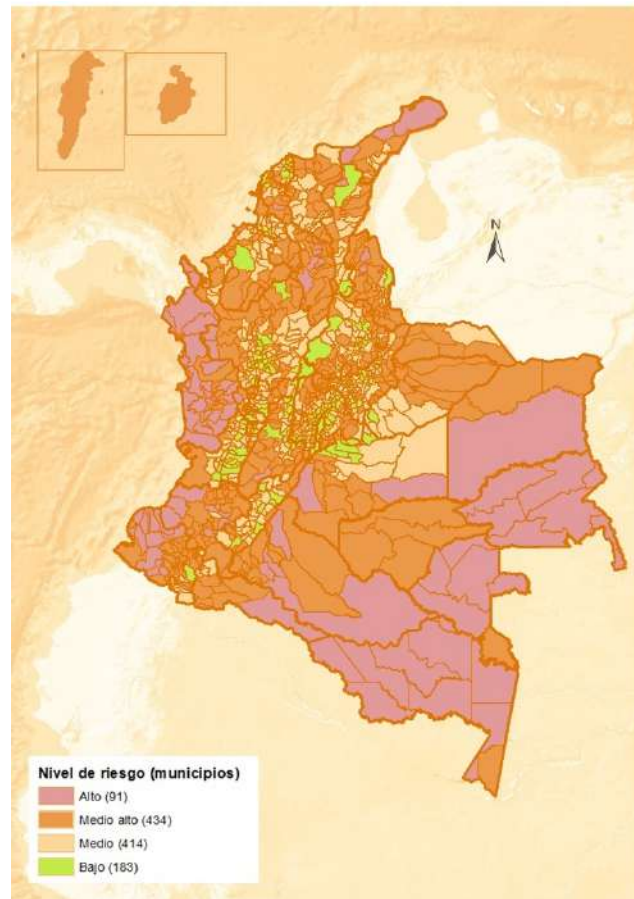 N
Nivel de riesgo (municipios)
Alto (91)
Medio alto (434)
Medio (414)
Bajo (183)